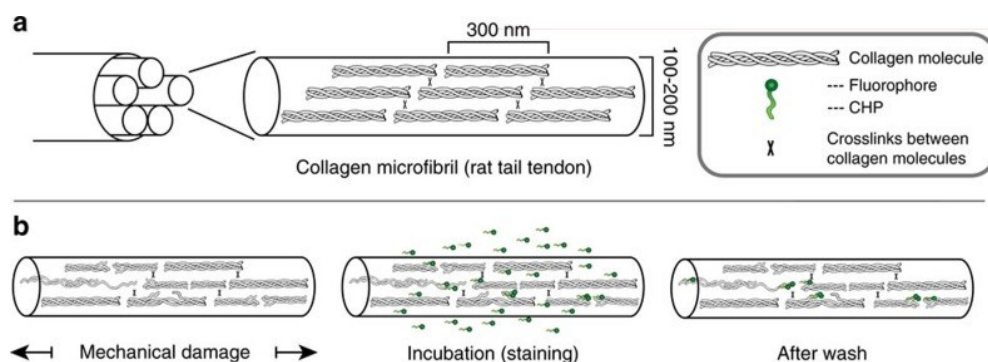 a
300 nm
100-200 nm
Collagen microfibril (rat tail tendon)
Collagen molecule
--- Fluorophore
--- CHP
Crosslinks between
collagen molecules
b
Mechanical damage
Incubation (staining)
After wash